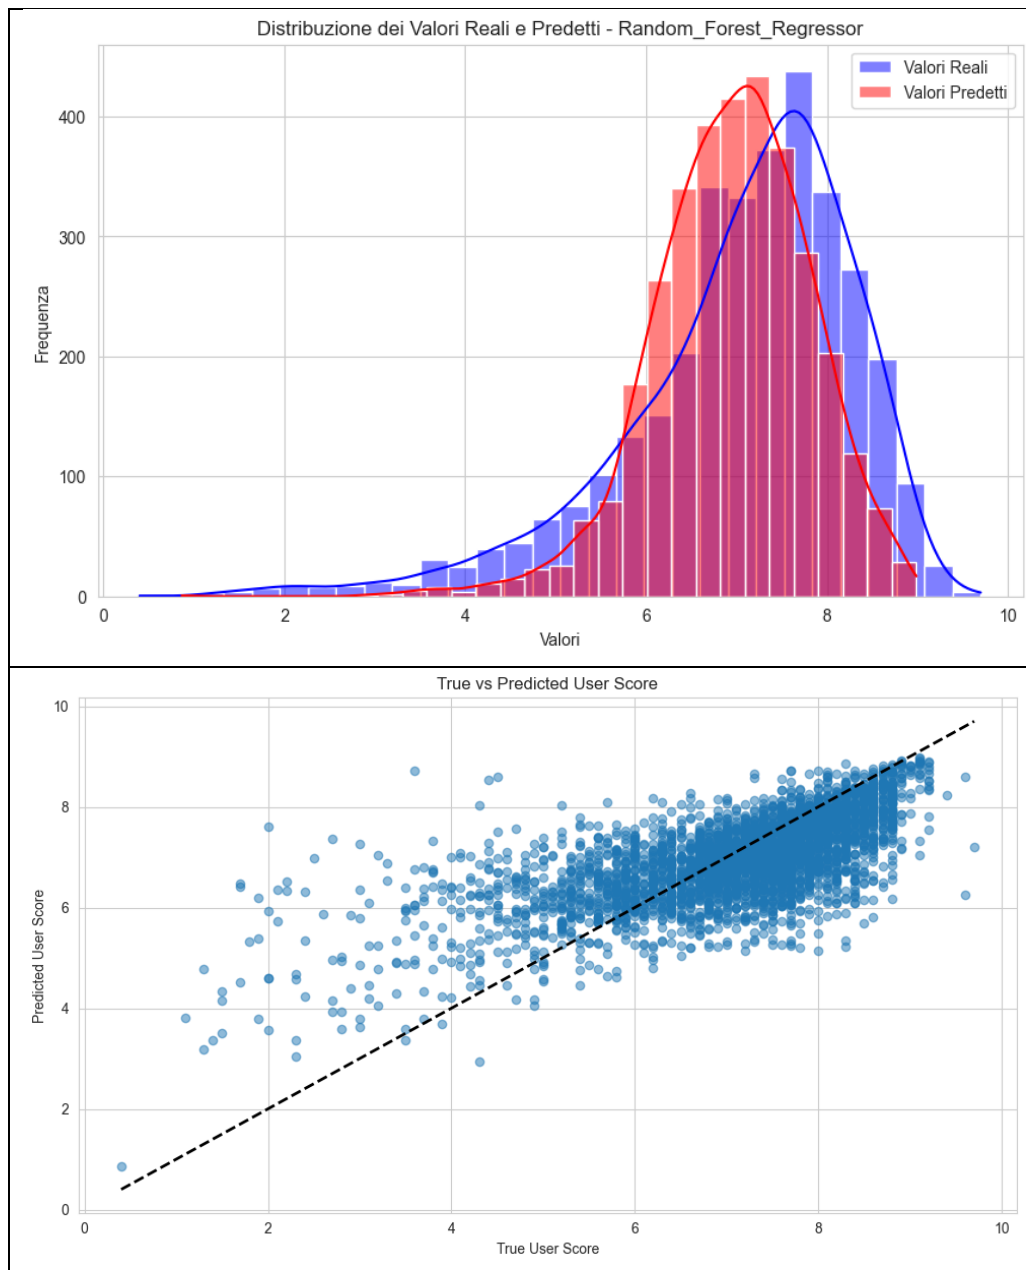 Distribuzione dei Valori Reali e Predetti - Random_Forest_Regressor
Valori Reali
Valori Predetti
400
300
200
100
0
Frequenza
0 2 4 6 8 10
Valori
True vs Predicted User Score
10
8
6
4
2
0
Predicted User Score
0 2 4 6 8 10
True User Score